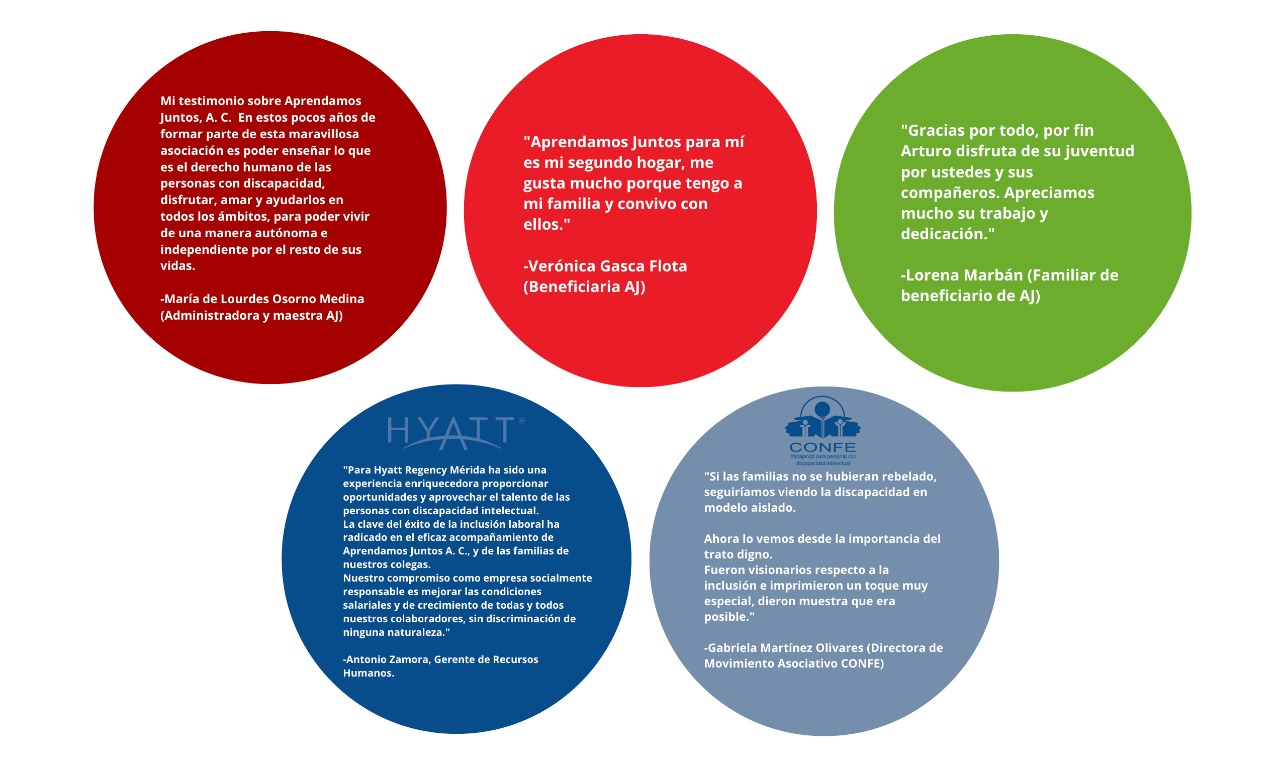 Mi testimonio sobre Aprendamos
Juntos, A. C.  En estos pocos años de
formar parte de esta maravillosa
asociación es poder enseñar lo que
es el derecho humano de las
personas con discapacidad,
disfrutar, amar y ayudarlos en
todos los ámbitos, para poder vivir
de una manera autónoma e
independiente por el resto de sus
vidas.
-María de Lourdes Osorno Medina
(Administradora y maestra AJ)
"Aprendamos Juntos para mí
es mi segundo hogar, me
gusta mucho porque tengo a
mi familia y convivo con
ellos."
-Verónica Gasca Flota
(Beneficiaria AJ)
"Gracias por todo, por fin
Arturo disfruta de su juventud
por ustedes y sus
compañeros. Apreciamos
mucho su trabajo y
dedicación."
-Lorena Marbán (Familiar de
beneficiario de AJ)
HYATT®
"Para Hyatt Regency Mérida ha sido una
experiencia enriquecedora proporcionar
oportunidades y aprovechar el talento de las
personas con discapacidad intelectual.
La clave del éxito de la inclusión laboral ha
radicado en el eficaz acompañamiento de
Aprendamos Juntos A. C., y de las familias de
nuestros colegas.
Nuestro compromiso como empresa socialmente
responsable es mejorar las condiciones
salariales y de crecimiento de todas y todos
nuestros colaboradores, sin discriminación de
ninguna naturaleza."
-Antonio Zamora, Gerente de Recursos
Humanos.
CONFE
Trabajando para personas con
discapacidad intelectual
"Si las familias no se hubieran rebelado,
seguiríamos viendo la discapacidad en
modelo aislado.
Ahora lo vemos desde la importancia del
trato digno.
Fueron visionarios respecto a la
inclusión e imprimieron un toque muy
especial, dieron muestra que era
posible."
-Gabriela Martínez Olivares (Directora de
Movimiento Asociativo CONFE)